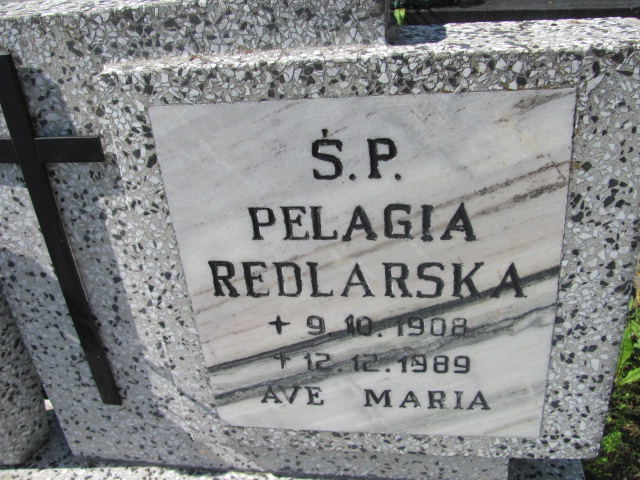 Ś.P.
PELAGIA
REDLARSKA
+ 9.10.1908
+ 12.12.1989
AVE MARIA